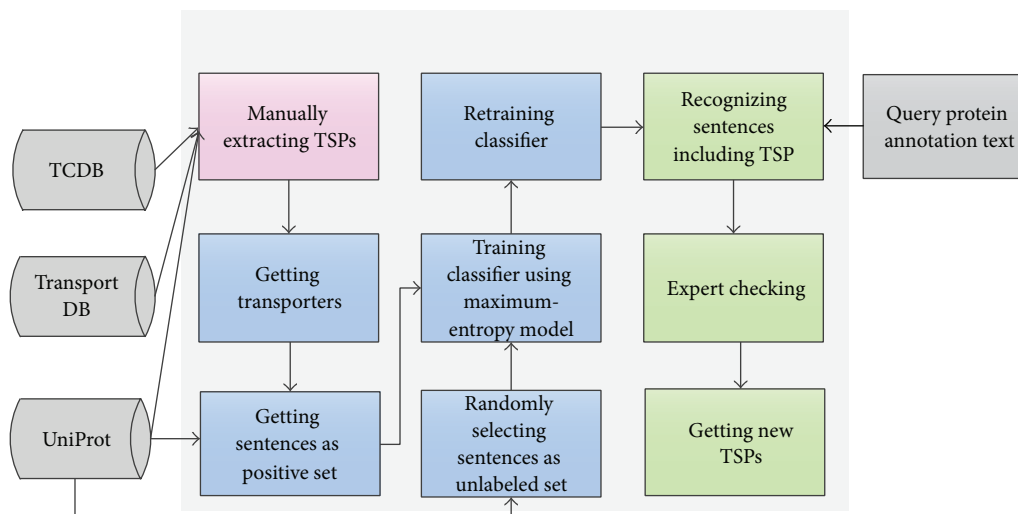 TCDB
Transport
DB
UniProt
Manually
extracting TSPs
Getting
transporters
Getting
sentences as
positive set
Retraining
classifier
Training
classifier using
maximum-
entropy model
Randomly
selecting
sentences as
unlabeled set
Recognizing
sentences
including TSP
Expert checking
Getting new
TSPs
Query protein
annotation text